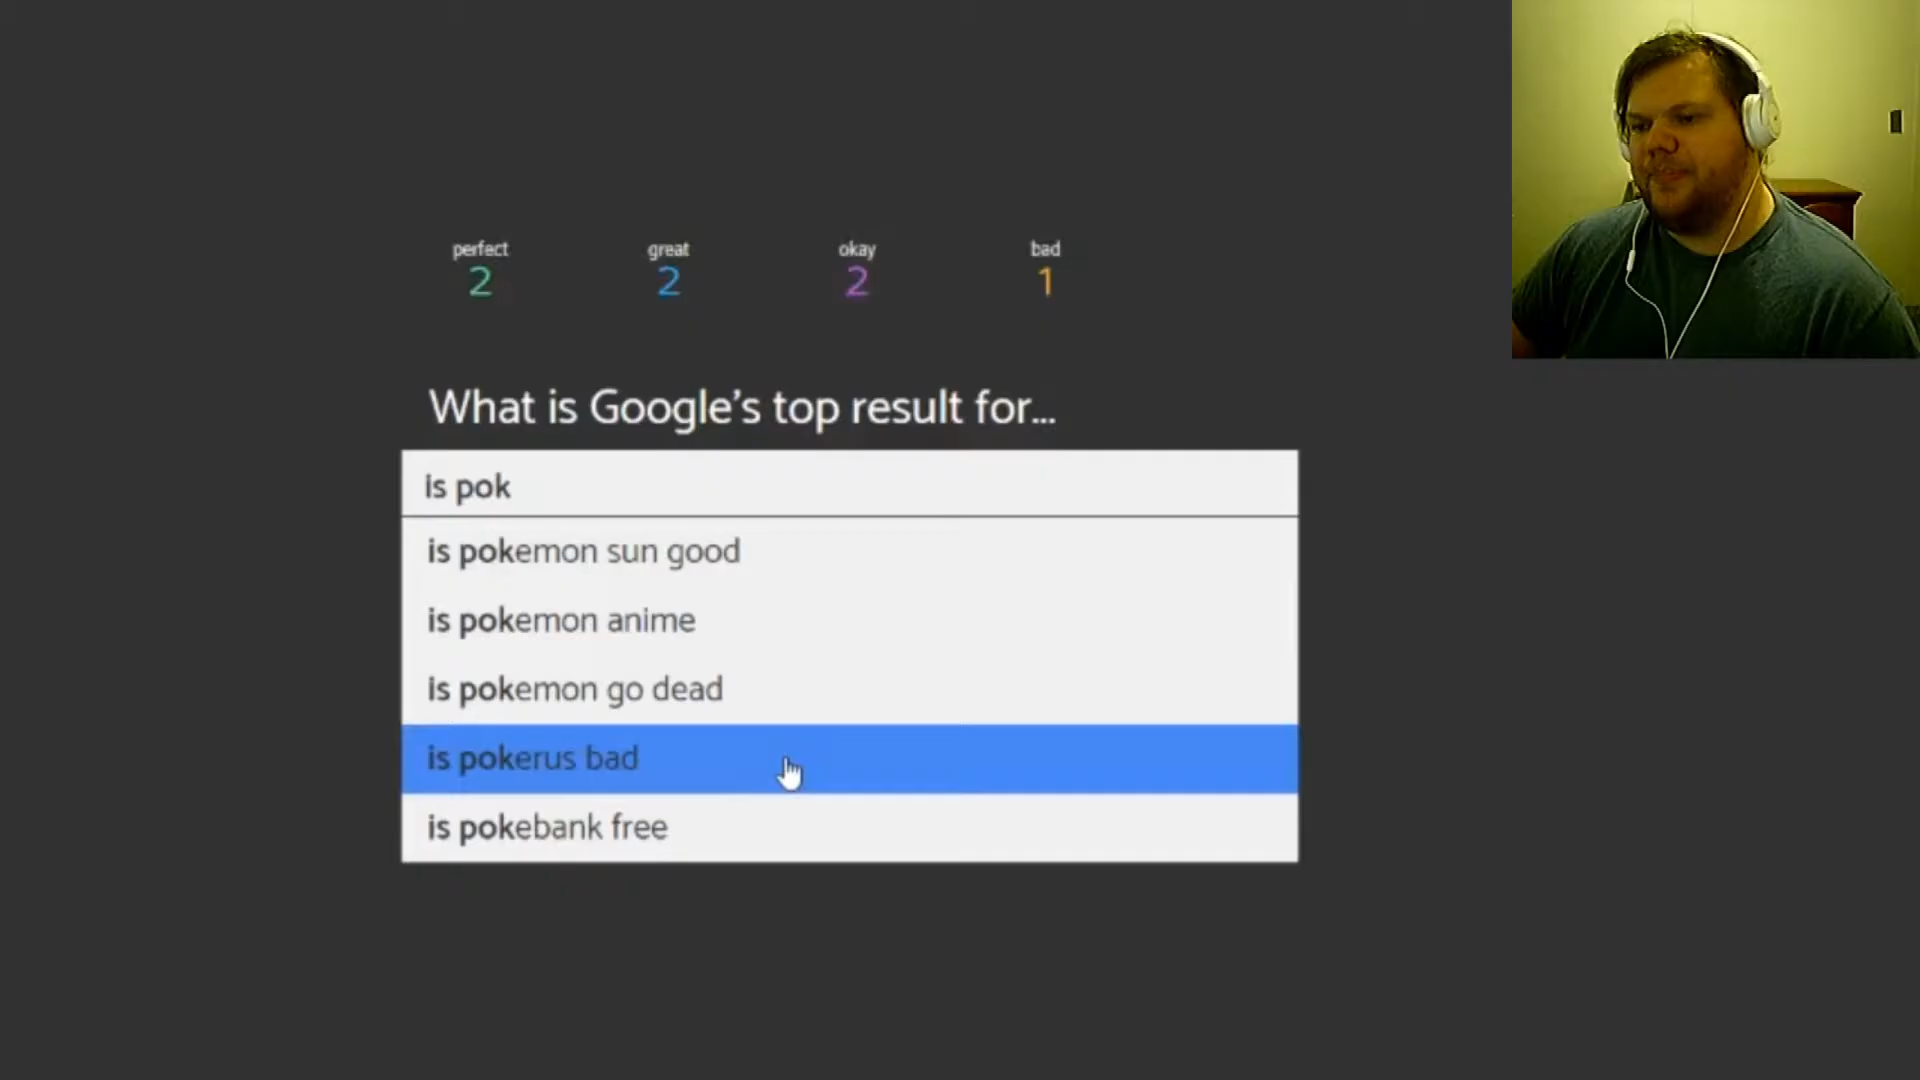 perfect great okay bad
2 2 2 1
What is Google's top result for...
is pok
is pokemon sun good
is pokemon anime
is pokemon go dead
is pokerus bad
is pokebank free